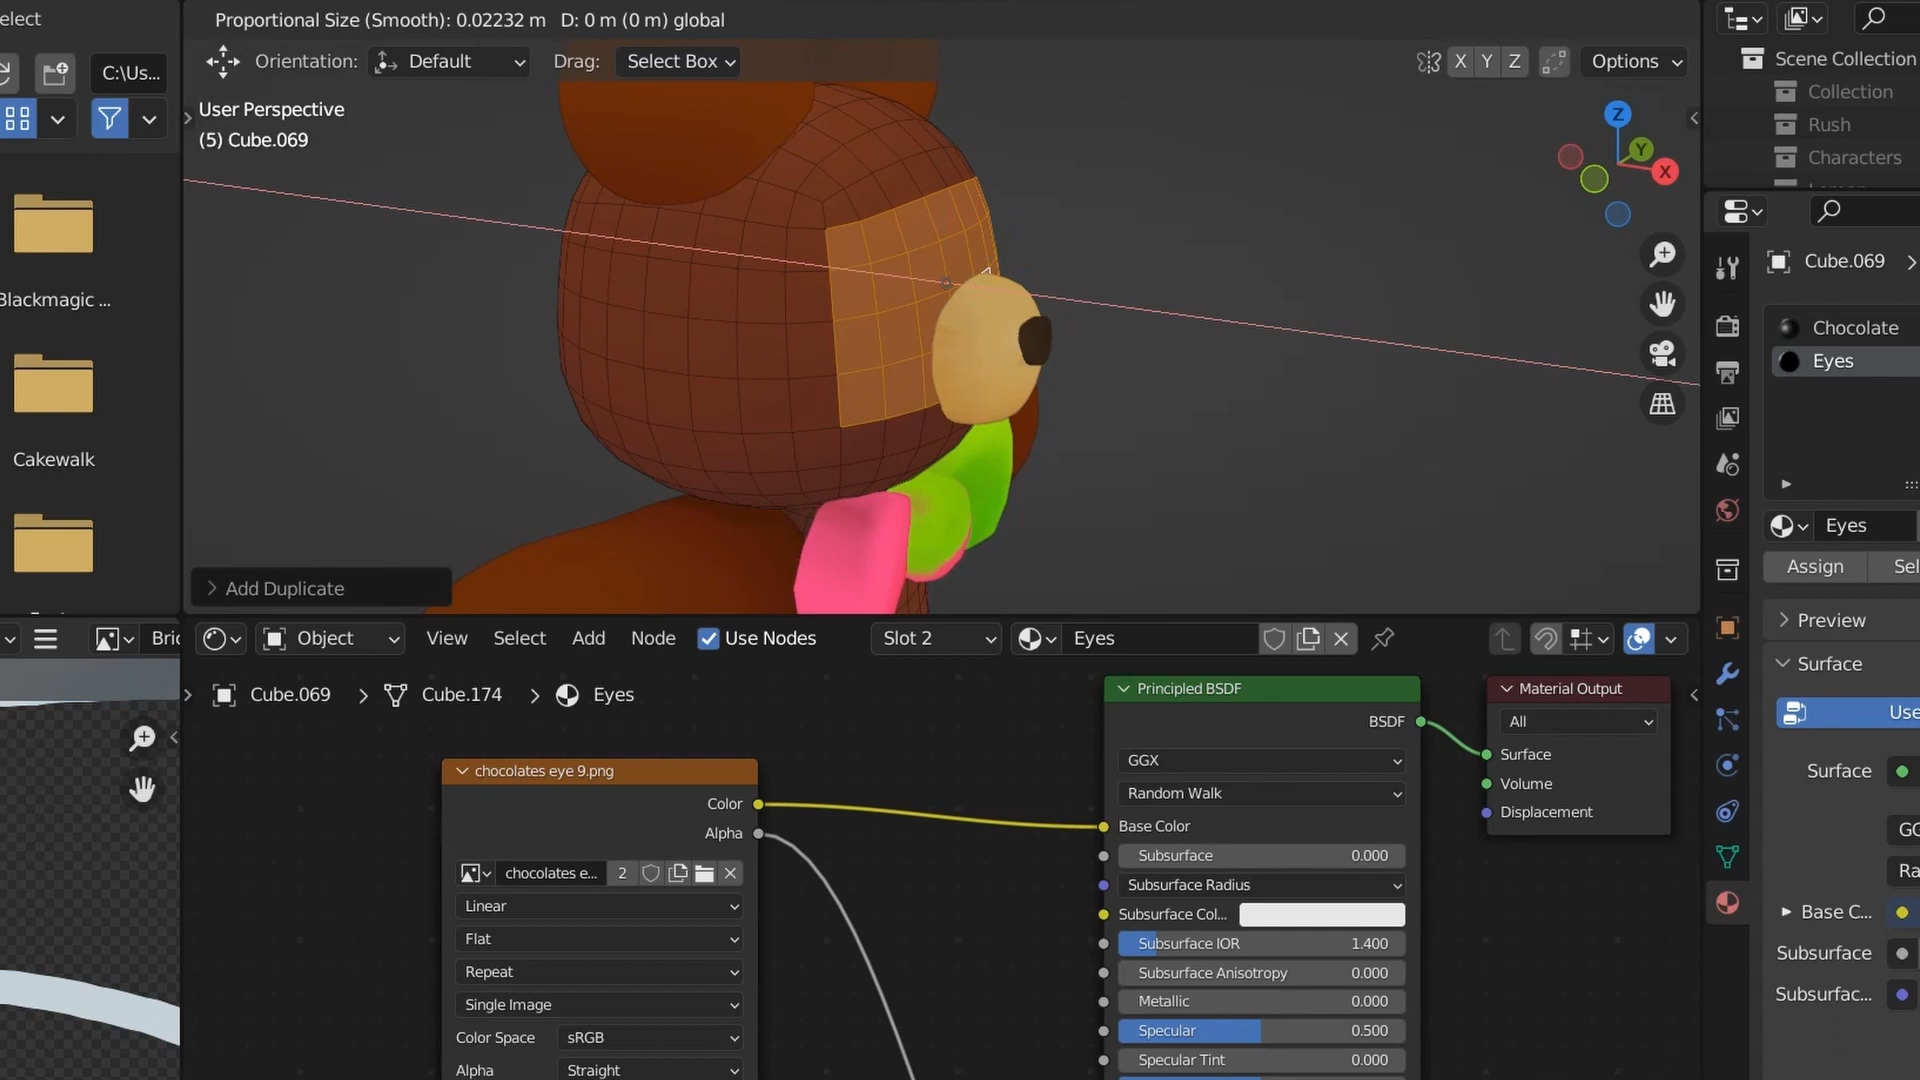 elect
Proportional Size (Smooth): 0.02232 m   D: 0 m (0 m) global
Orientation: Default   Drag: Select Box
X Y Z   Options
C:\Us...
User Perspective
(5) Cube.069
Z
Y
X
Scene Collection
Collection
Rush
Characters
Cube.069
Chocolate
Eyes
Blackmagic ...
Cakewalk
Add Duplicate
Eyes
Assign   Sel
Preview
Surface
Use
Surface
GG
Ra
Base C...
Subsurface
Subsurfac...
Bric
Object   View   Select   Add   Node   Use Nodes   Slot 2   Eyes
Cube.069 > Cube.174 > Eyes
chocolates eye 9.png
Color
Alpha
chocolates e...   2
Linear
Flat
Repeat
Single Image
Color Space   sRGB
Alpha   Straight
Principled BSDF
BSDF
GGX
Random Walk
Base Color
Subsurface   0.000
Subsurface Radius
Subsurface Col...
Subsurface IOR   1.400
Subsurface Anisotropy   0.000
Metallic   0.000
Specular   0.500
Specular Tint   0.000
Material Output
All
Surface
Volume
Displacement